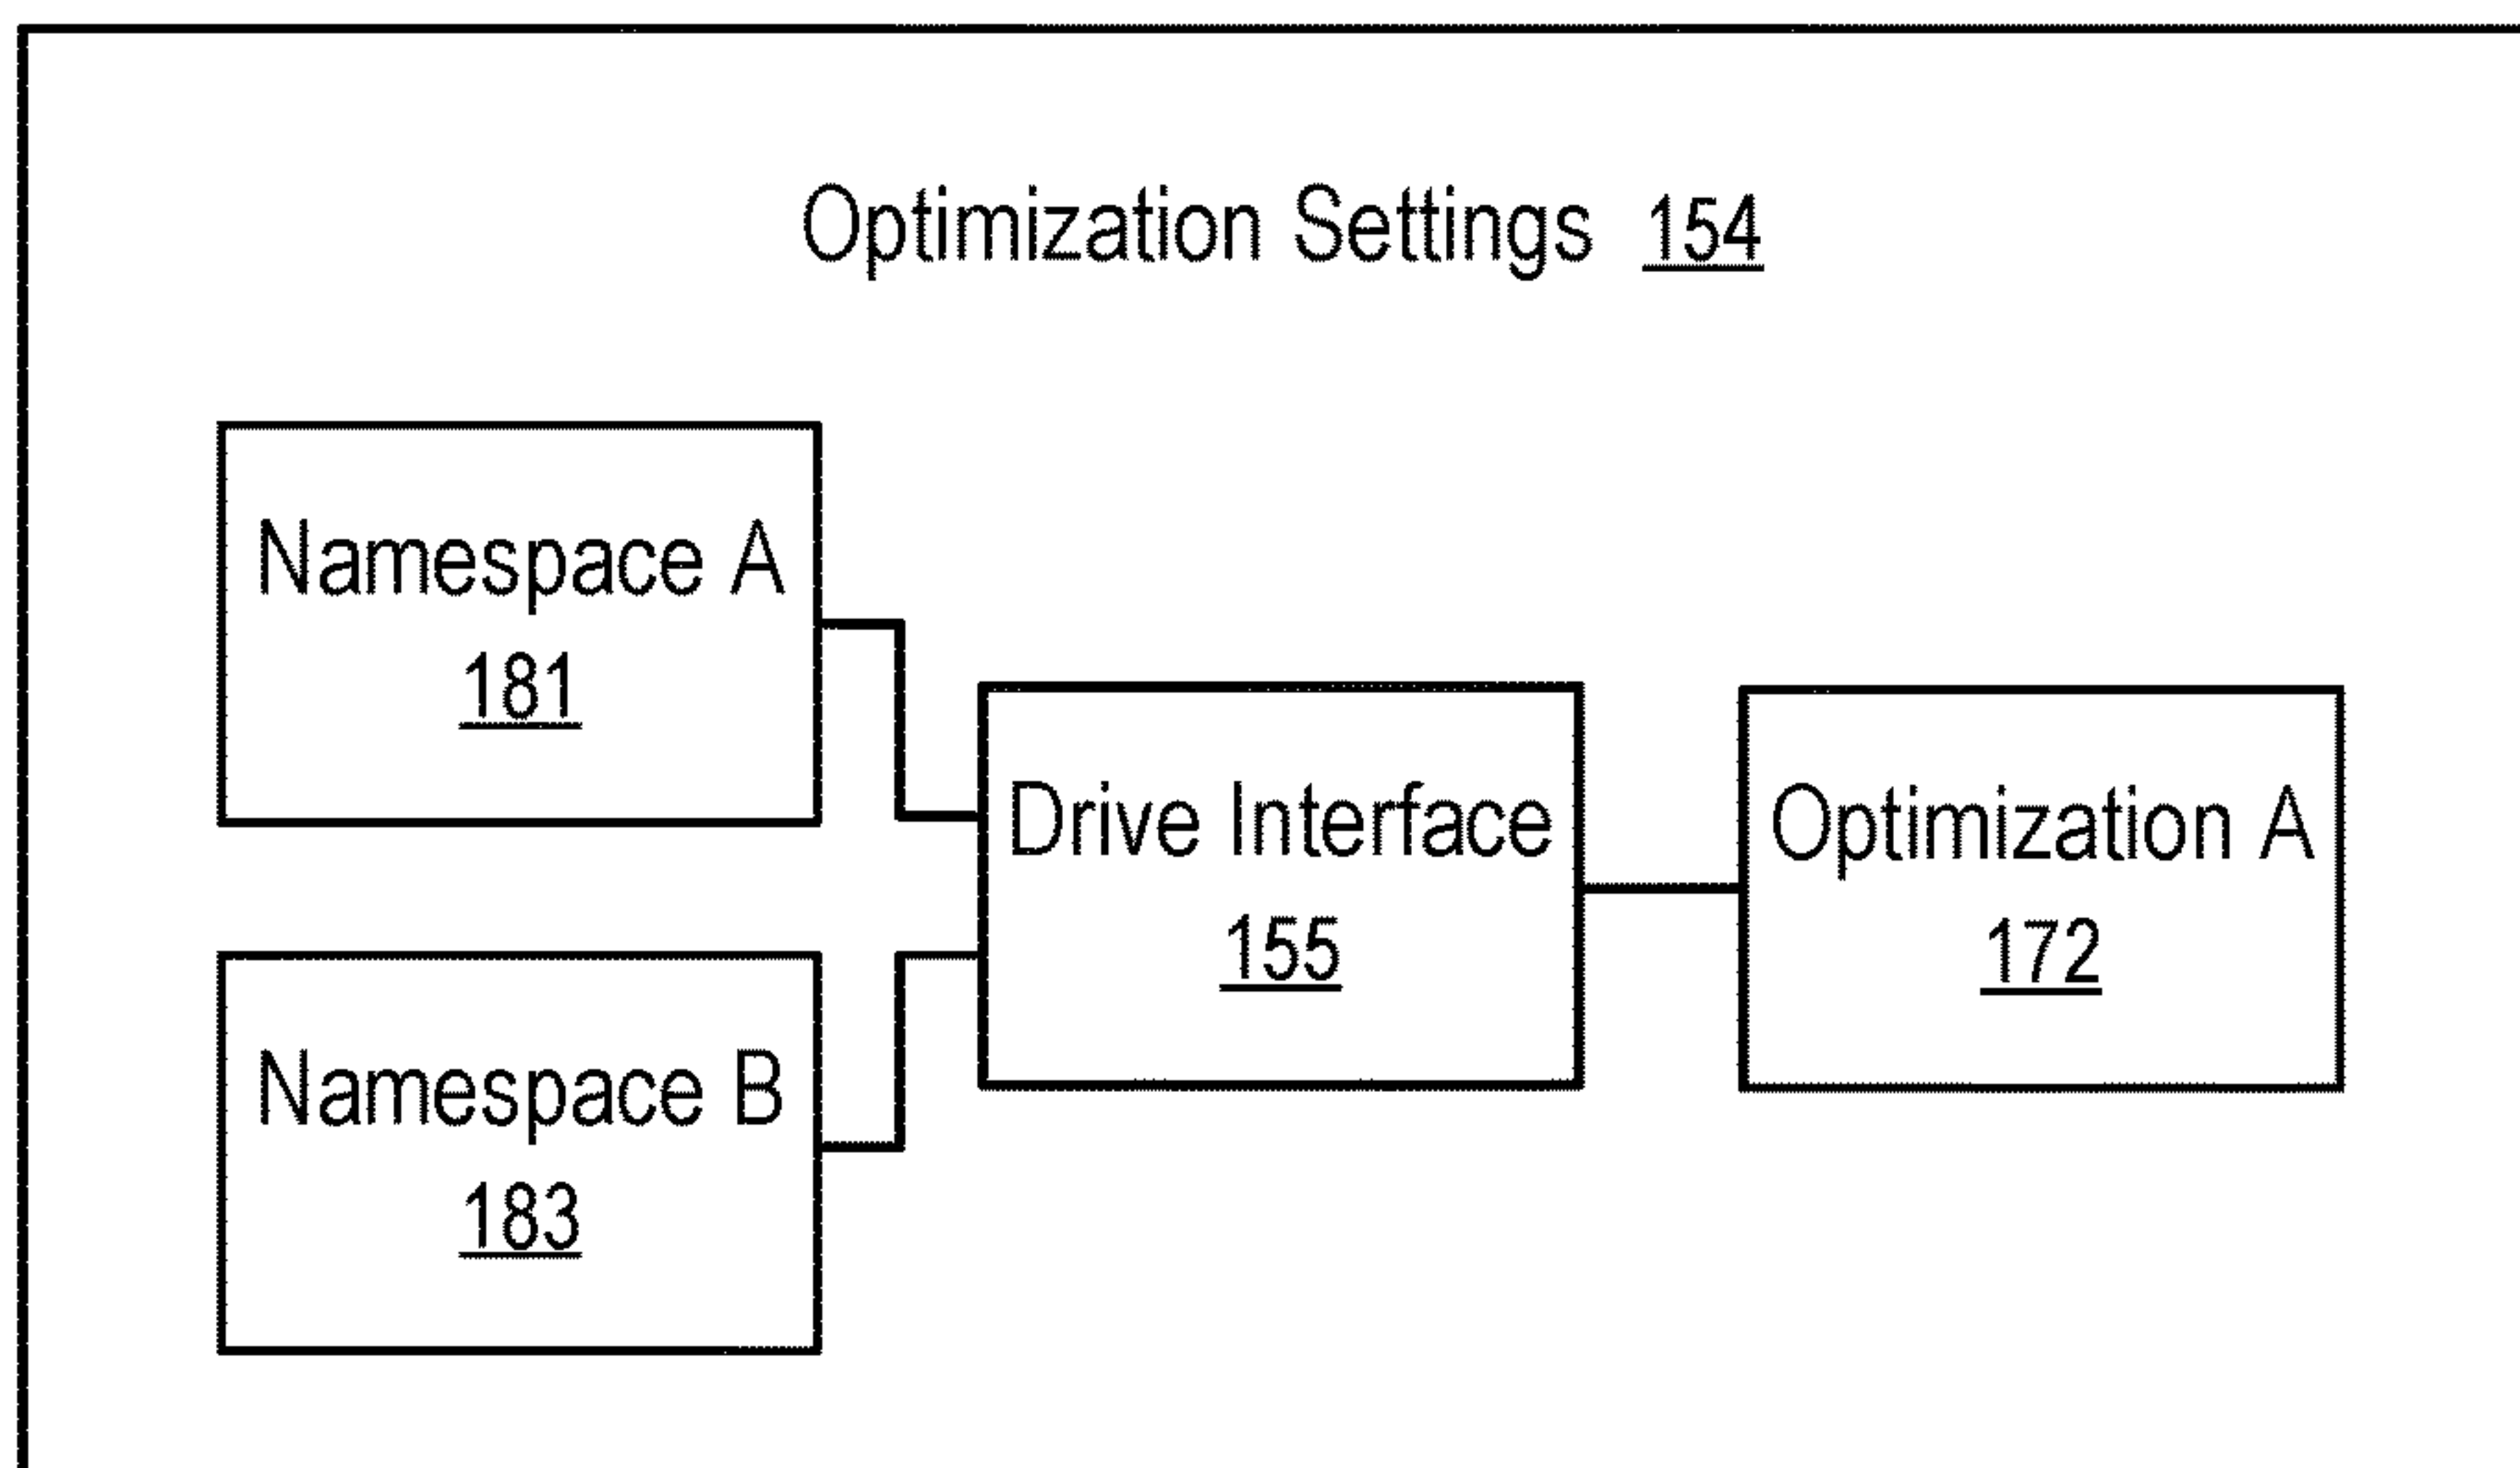 Optimization Settings 154
Namespace A
181
Drive Interface
155
Optimization A
172
Namespace B
183